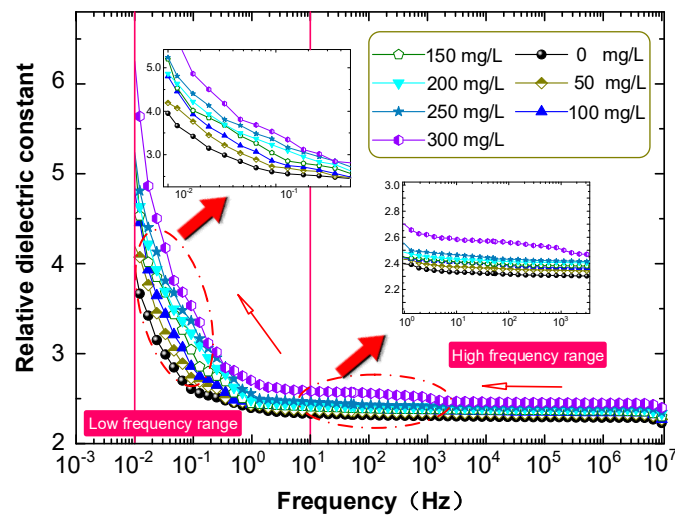 Relative dielectric constant
6
5
4
3
2
5.0
4.0
3.0
10⁻²
10⁻¹
150 mg/L
0 mg/L
200 mg/L
50 mg/L
250 mg/L
100 mg/L
300 mg/L
3.0
2.8
2.6
2.4
2.2
10⁰
10¹
10²
10³
High frequency range
Low frequency range
10⁻³ 10⁻² 10⁻¹ 10⁰ 10¹ 10² 10³ 10⁴ 10⁵ 10⁶ 10⁷
Frequency（Hz）